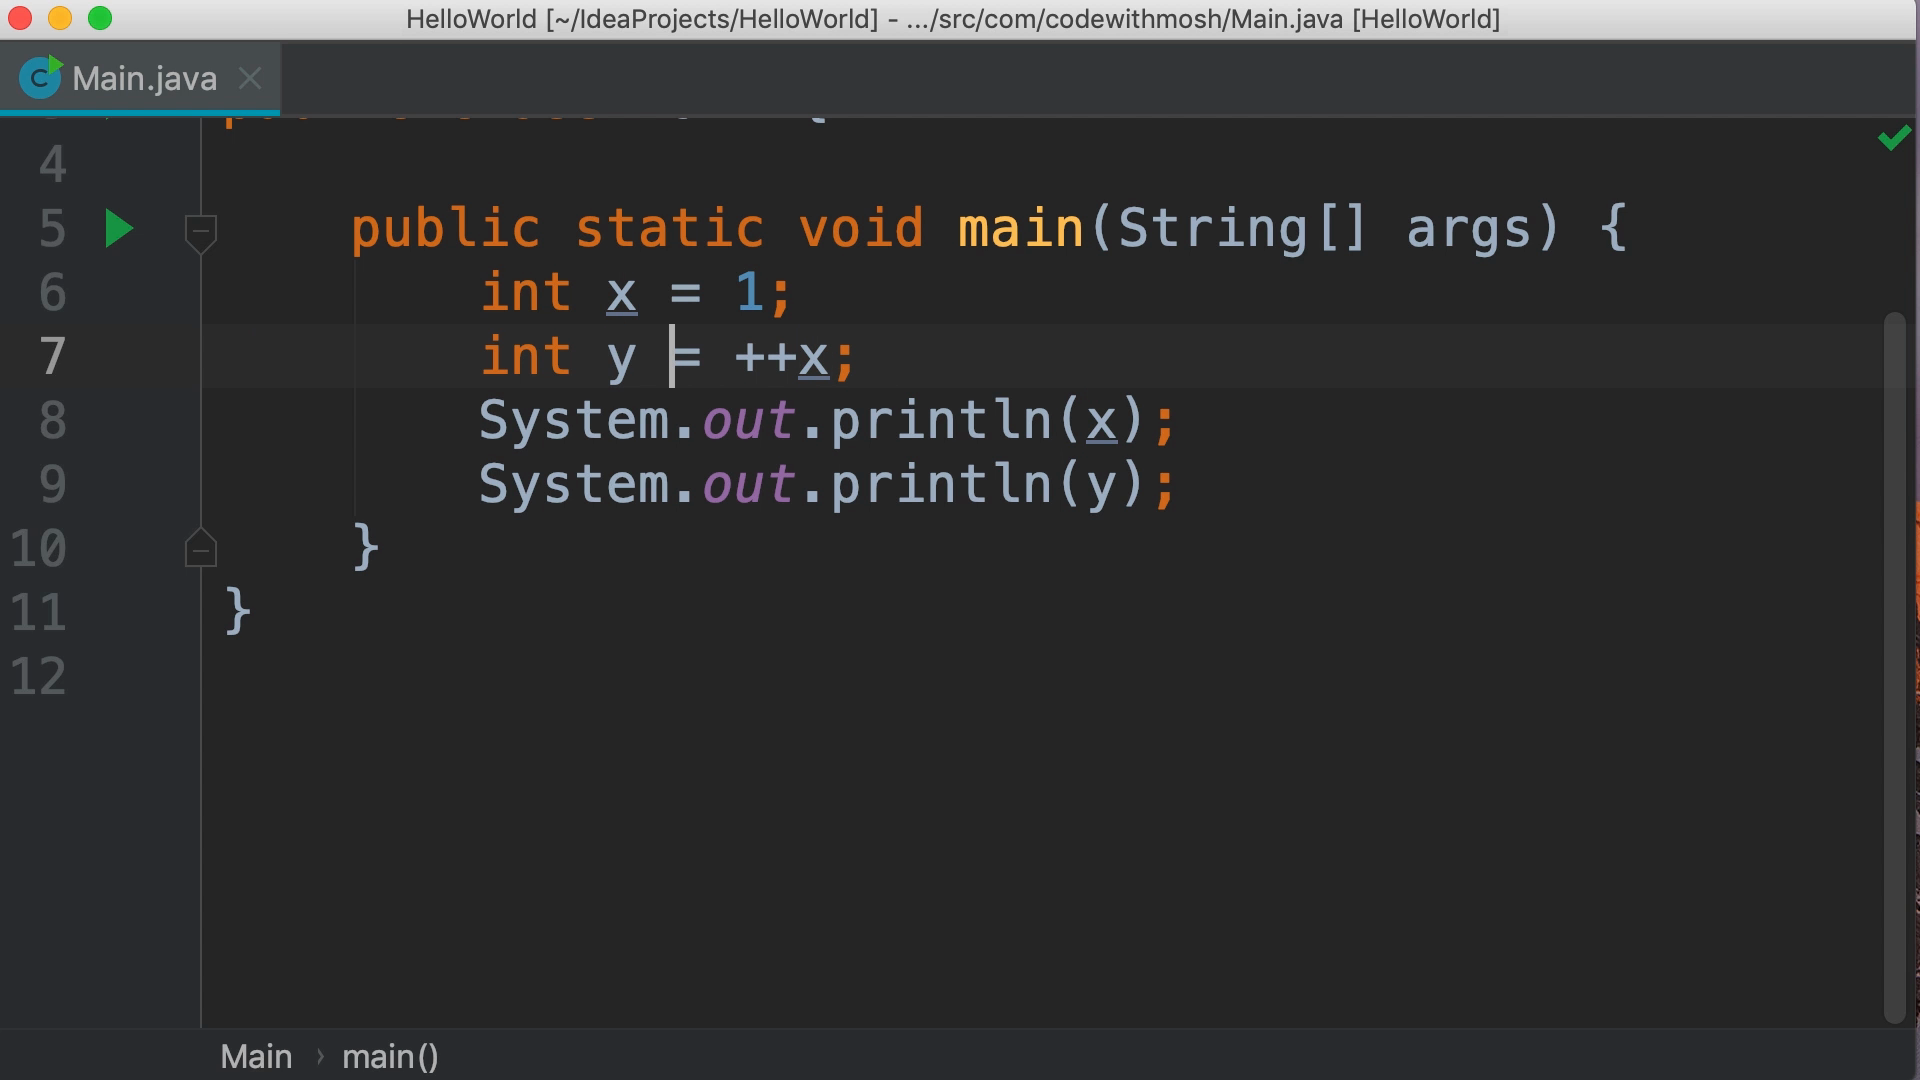 HelloWorld [~/IdeaProjects/HelloWorld] - .../src/com/codewithmosh/Main.java [HelloWorld]
Main.java
4
5 public static void main(String[] args) {
6 int x = 1;
7 int y = ++x;
8 System.out.println(x);
9 System.out.println(y);
10 }
11 }
12
Main › main()